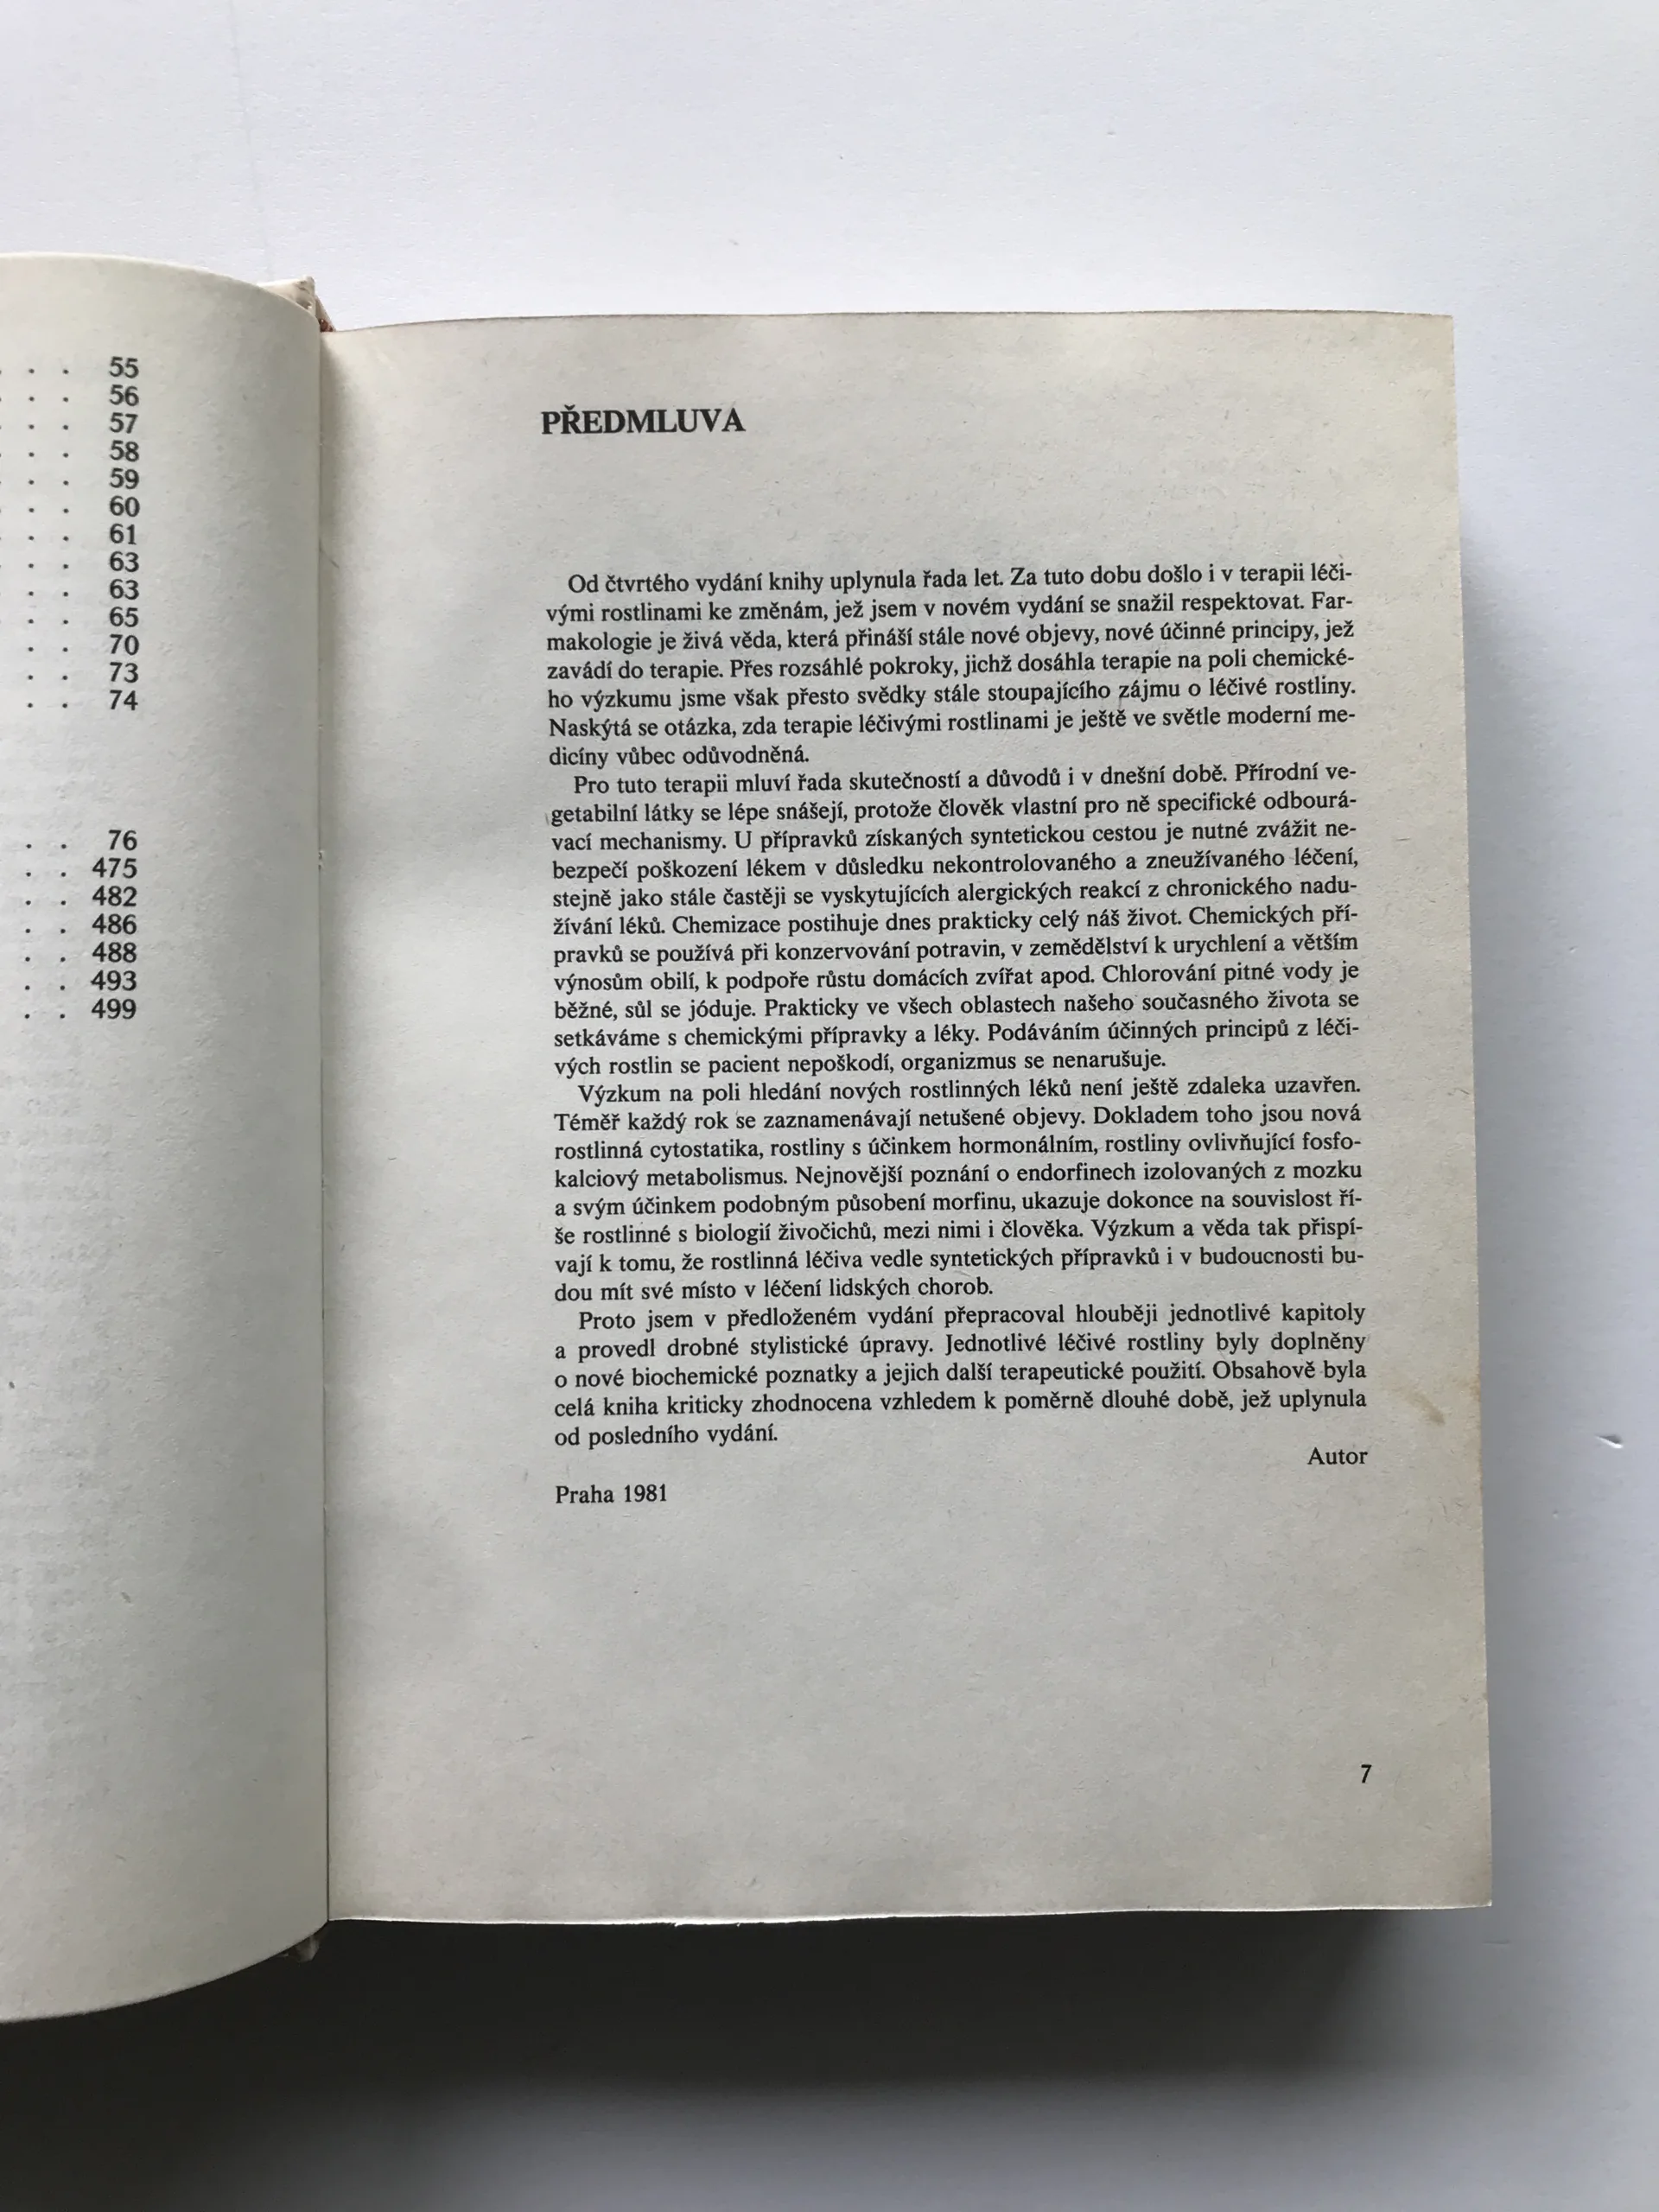 . . . 55
. . . 56
. . . 57
. . . 58
. . . 59
. . . 60
. . . 61
. . . 63
. . . 63
. . . 65
. . 70
. . 73
. . 74
. . 76
. . 475
. . 482
. . 486
. . 488
. . 493
. . 499
PŘEDMLUVA
Od čtvrtého vydání knihy uplynula řada let. Za tuto dobu došlo i v terapii léči-
vými rostlinami ke změnám, jež jsem v novém vydání se snažil respektovat. Far-
makologie je živá věda, která přináší stále nové objevy, nové účinné principy, jež
zavádí do terapie. Přes rozsáhlé pokroky, jichž dosáhla terapie na poli chemické-
ho výzkumu jsme však přesto svědky stále stoupajícího zájmu o léčivé rostliny.
Naskýtá se otázka, zda terapie léčivými rostlinami je ještě ve světle moderní me-
dicíny vůbec odůvodněná.
Pro tuto terapii mluví řada skutečností a důvodů i v dnešní době. Přírodní ve-
getabilní látky se lépe snášejí, protože člověk vlastní pro ně specifické odbourá-
vací mechanismy. U přípravků získaných syntetickou cestou je nutné zvážit ne-
bezpečí poškození lékem v důsledku nekontrolovaného a zneužívaného léčení,
stejně jako stále častěji se vyskytujících alergických reakcí z chronického nadu-
žívání léků. Chemizace postihuje dnes prakticky celý náš život. Chemických pří-
pravků se používá při konzervování potravin, v zemědělství k urychlení a větším
výnosům obilí, k podpoře růstu domácích zvířat apod. Chlorování pitné vody je
běžné, sůl se jóduje. Prakticky ve všech oblastech našeho současného života se
setkáváme s chemickými přípravky a léky. Podáváním účinných principů z léči-
vých rostlin se pacient nepoškodí, organizmus se nenarušuje.
Výzkum na poli hledání nových rostlinných léků není ještě zdaleka uzavřen.
Téměř každý rok se zaznamenávají netušené objevy. Dokladem toho jsou nová
rostlinná cytostatika, rostliny s účinkem hormonálním, rostliny ovlivňující fosfo-
kalciový metabolismus. Nejnovější poznání o endorfinech izolovaných z mozku
a svým účinkem podobným působení morfinu, ukazuje dokonce na souvislost ří-
še rostlinné s biologií živočichů, mezi nimi i člověka. Výzkum a věda tak přispí-
vají k tomu, že rostlinná léčiva vedle syntetických přípravků i v budoucnosti bu-
dou mít své místo v léčení lidských chorob.
Proto jsem v předloženém vydání přepracoval hlouběji jednotlivé kapitoly
a provedl drobné stylistické úpravy. Jednotlivé léčivé rostliny byly doplněny
o nové biochemické poznatky a jejich další terapeutické použití. Obsahově byla
celá kniha kriticky zhodnocena vzhledem k poměrně dlouhé době, jež uplynula
od posledního vydání.
Autor
Praha 1981
7